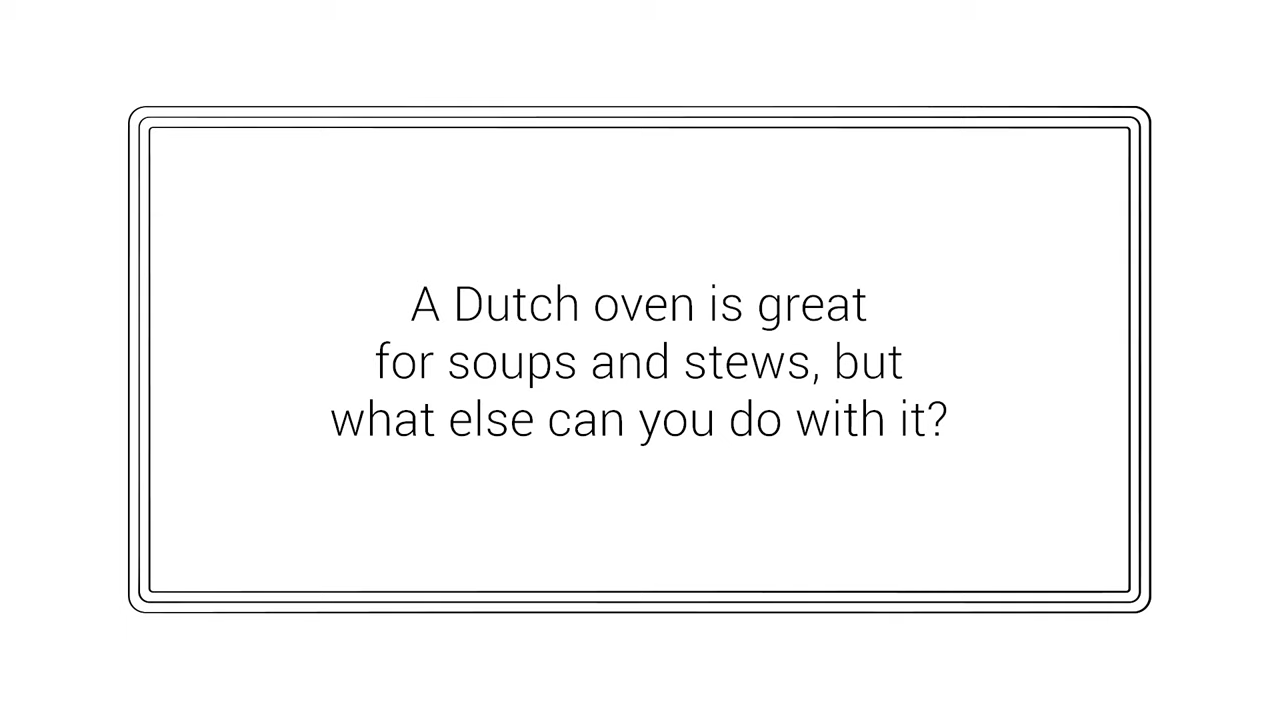 A Dutch oven is great
for soups and stews, but
what else can you do with it?